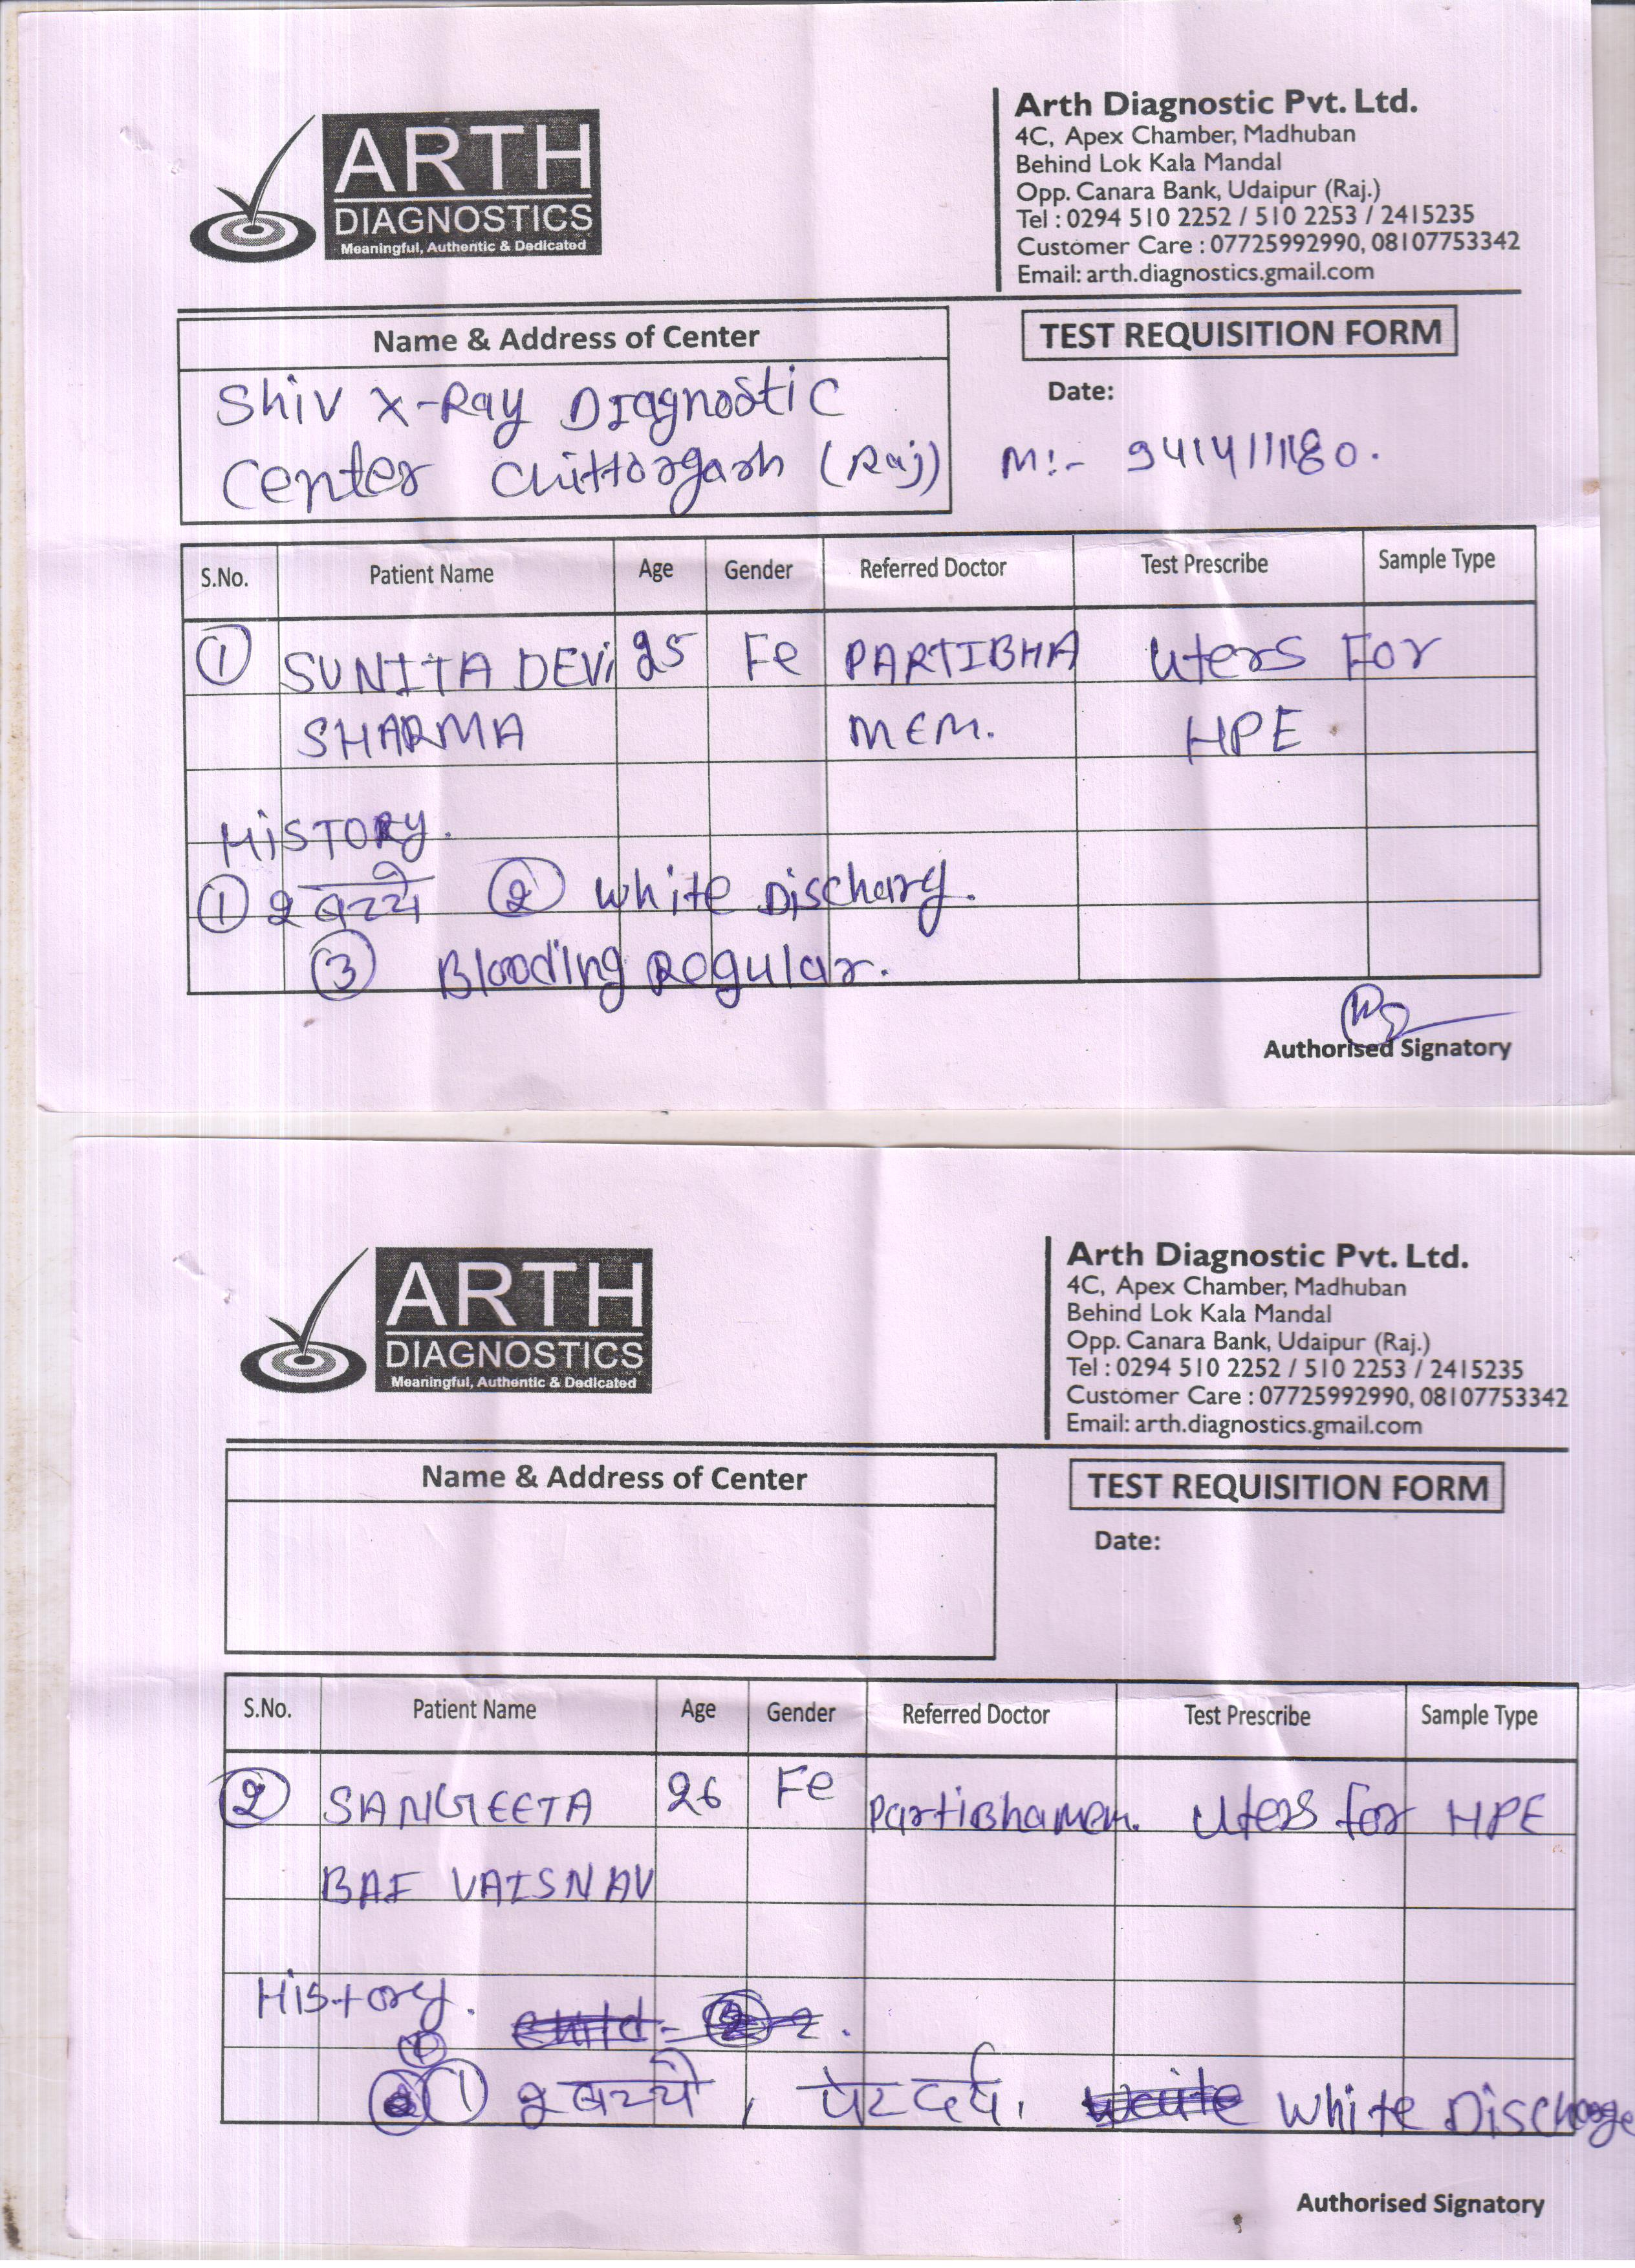 ARTH
DIAGNOSTICS
Meaningful, Authentic & Dedicated
Arth Diagnostic Pvt. Ltd.
4C, Apex Chamber, Madhuban
Behind Lok Kala Mandal
Opp. Canara Bank, Udaipur (Raj.)
Tel : 0294 510 2252 / 510 2253 / 2415235
Customer Care : 07725992990, 08107753342
Email: arth.diagnostics.gmail.com
Name & Address of Center
TEST REQUISITION FORM
Shiv X-Ray Diagnostic
Center Chittorgarh (Raj)
Date:
M:- 9414111180.
S.No. Patient Name Age Gender Referred Doctor Test Prescribe Sample Type
1 SUNITA DEVi 25 Fe PARTIBHA Uters For
SHARMA MEM. HPE
HiSTORY.
1 २ बच्चे 2 White Dischary.
3 BloodING Regular.
Authorised Signatory
ARTH
DIAGNOSTICS
Meaningful, Authentic & Dedicated
Arth Diagnostic Pvt. Ltd.
4C, Apex Chamber, Madhuban
Behind Lok Kala Mandal
Opp. Canara Bank, Udaipur (Raj.)
Tel : 0294 510 2252 / 510 2253 / 2415235
Customer Care : 07725992990, 08107753342
Email: arth.diagnostics.gmail.com
Name & Address of Center
TEST REQUISITION FORM
Date:
S.No. Patient Name Age Gender Referred Doctor Test Prescribe Sample Type
2 SANGEETA 26 Fe PartiBhamem. Uters for HPE
BAI VAISNAV
History.
1 २ बच्चे, पेट दर्द, White Discharge
Authorised Signatory